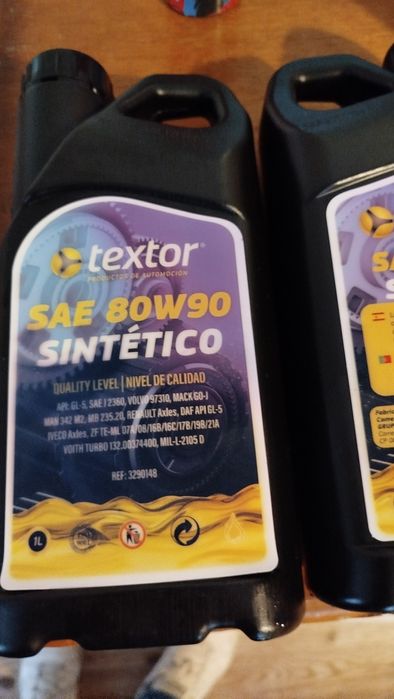 textor®
PRODUCTOS DE AUTOMOCIÓN
SAE 80W90
SINTÉTICO
QUALITY LEVEL | NIVEL DE CALIDAD
API: GL-5, SAE J 2360, VOLVO 97310, MACK GO-J
MAN 342 M2, MB 235.20, RENAULT Axles, DAF API GL-5
IVECO Axles, ZF TE-ML 07A/08/16B/16C/17B/19B/21A
VOITH TURBO 132.00374400, MIL-L-2105 D
REF: 3290148
1L